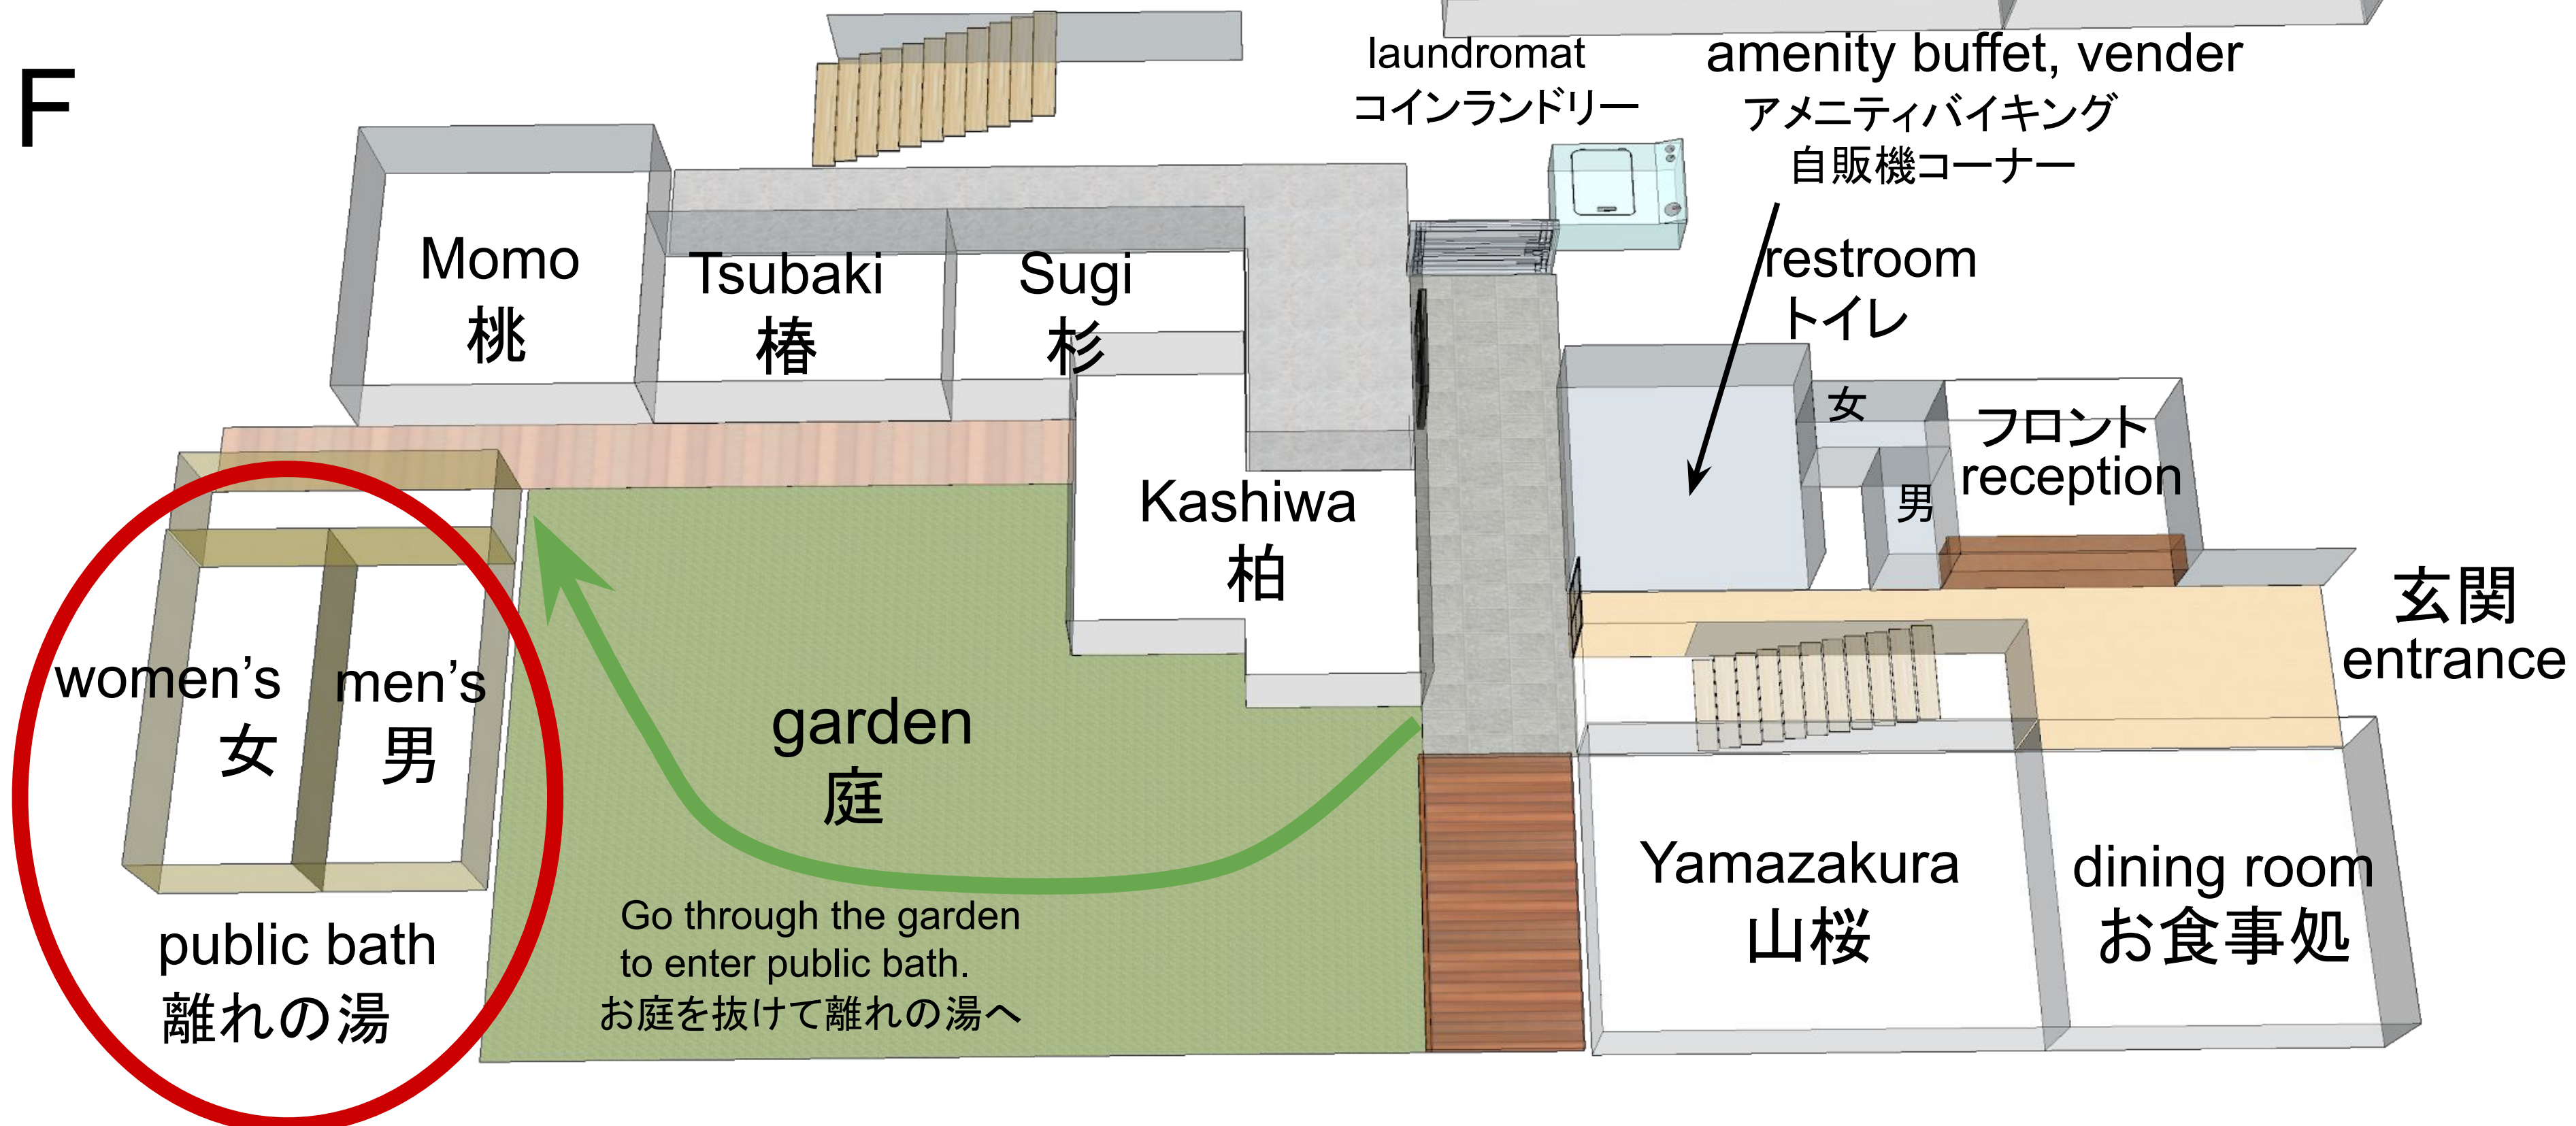 F
laundromat
コインランドリー
amenity buffet, vender
アメニティバイキング
自販機コーナー
restroom
トイレ
Momo
桃
Tsubaki
椿
Sugi
杉
Kashiwa
柏
女
男
フロント
reception
玄関
entrance
women's
女
men's
男
public bath
離れの湯
garden
庭
Go through the garden
to enter public bath.
お庭を抜けて離れの湯へ
Yamazakura
山桜
dining room
お食事処